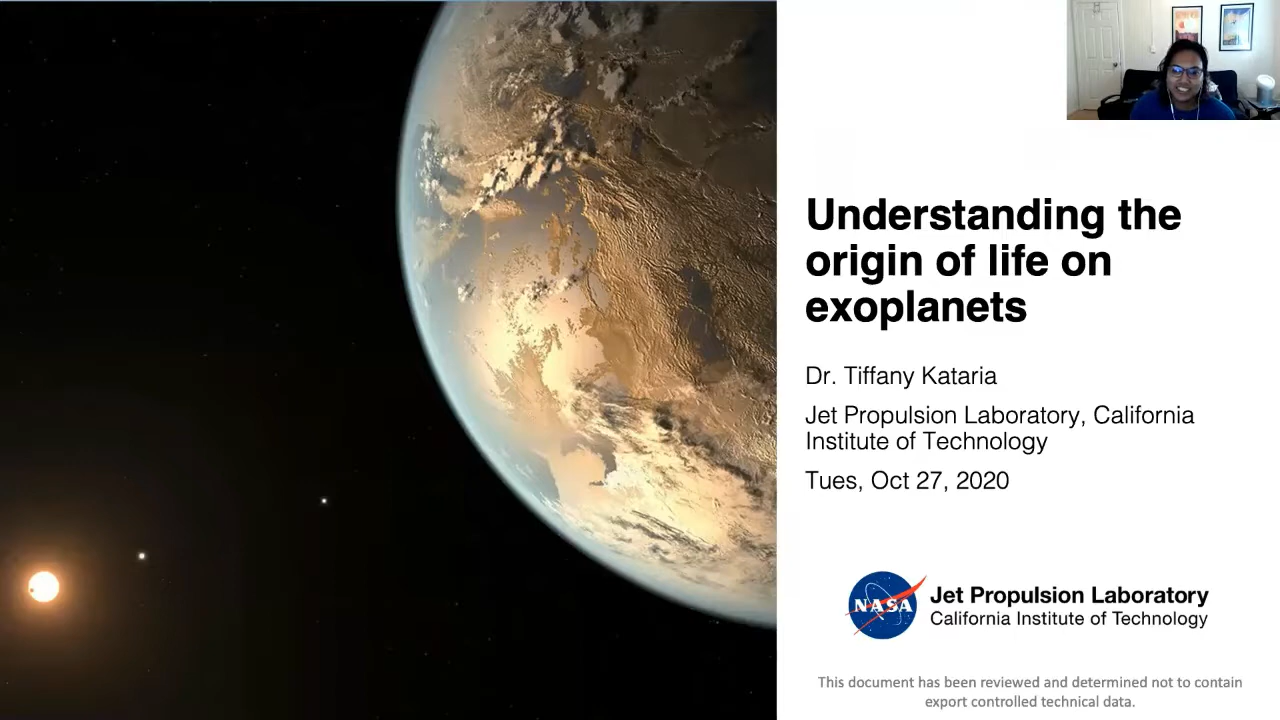 Understanding the
origin of life on
exoplanets
Dr. Tiffany Kataria
Jet Propulsion Laboratory, California
Institute of Technology
Tues, Oct 27, 2020
NASA
Jet Propulsion Laboratory
California Institute of Technology
This document has been reviewed and determined not to contain
export controlled technical data.